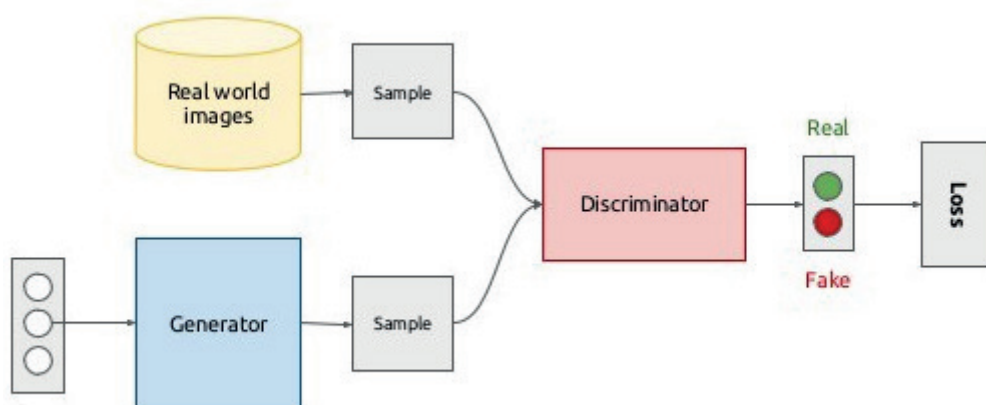 Real world
images
Sample
Real
Discriminator
Loss
Fake
Generator
Sample